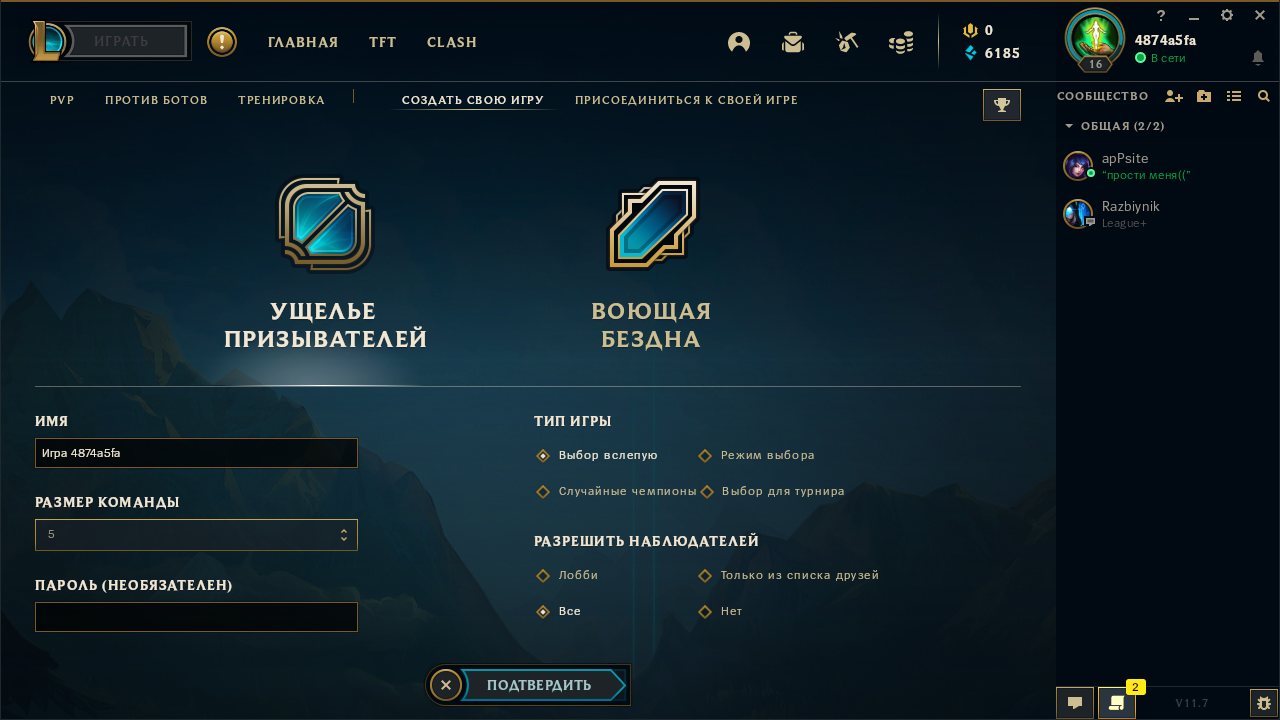 ИГРАТЬ
ГЛАВНАЯ
TFT
CLASH
0
6185
?
16
4874a5fa
В сети
PVP
ПРОТИВ БОТОВ
ТРЕНИРОВКА
СОЗДАТЬ СВОЮ ИГРУ
ПРИСОЕДИНИТЬСЯ К СВОЕЙ ИГРЕ
СООБЩЕСТВО
ОБЩАЯ (2/2)
apPsite
“прости меня((”
Razbiynik
League+
УЩЕЛЬЕ
ПРИЗЫВАТЕЛЕЙ
ВОЮЩАЯ
БЕЗДНА
ИМЯ
Игра 4874a5fa
РАЗМЕР КОМАНДЫ
5
ПАРОЛЬ (НЕОБЯЗАТЕЛЕН)
ТИП ИГРЫ
Выбор вслепую
Режим выбора
Случайные чемпионы
Выбор для турнира
РАЗРЕШИТЬ НАБЛЮДАТЕЛЕЙ
Лобби
Только из списка друзей
Все
Нет
ПОДТВЕРДИТЬ
2
V11.7